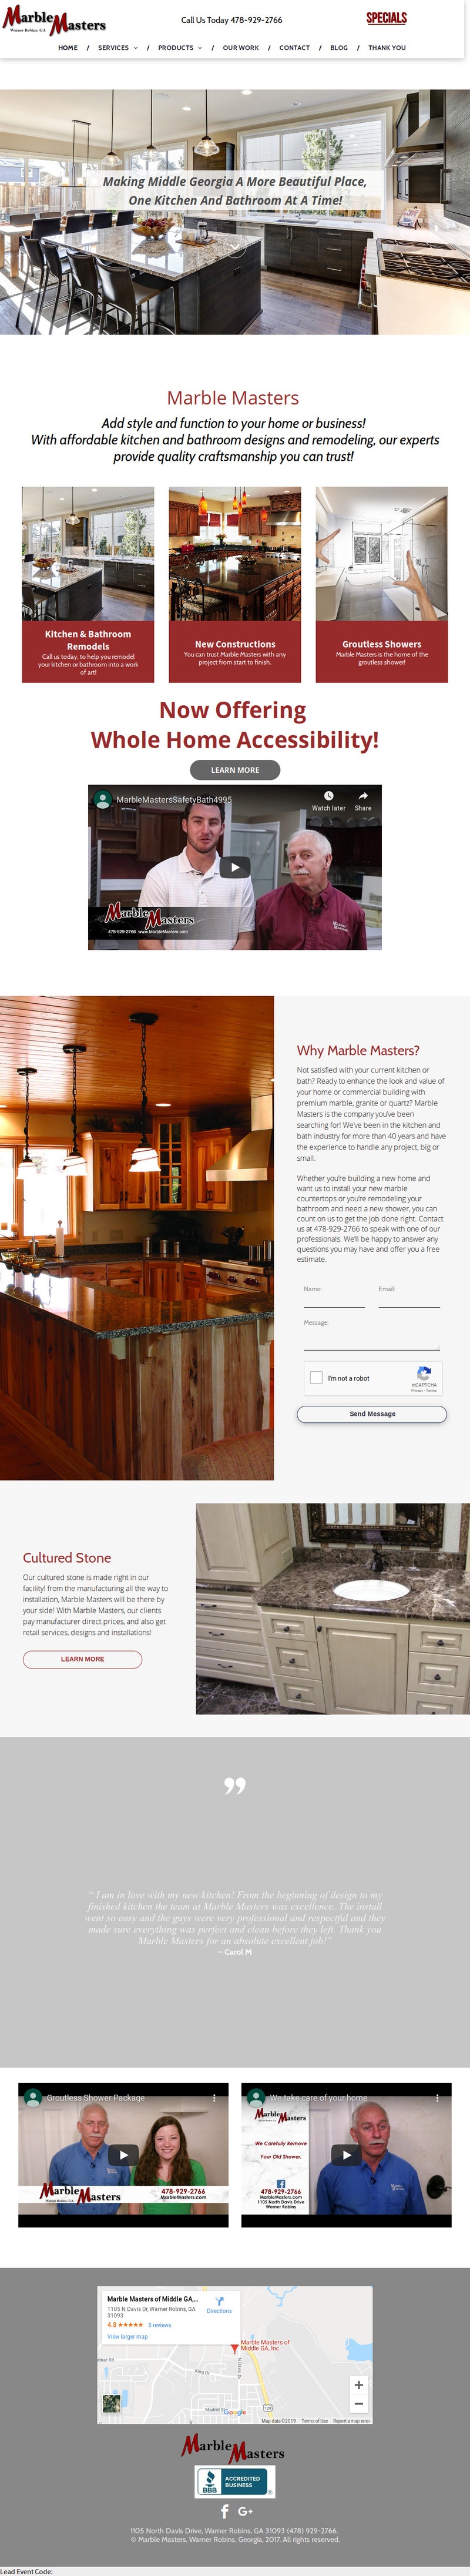 Marble Masters
Warner Robins, GA
Call Us Today 478-929-2766
SPECIALS
HOME / SERVICES / PRODUCTS / OUR WORK / CONTACT / BLOG / THANK YOU
Making Middle Georgia A More Beautiful Place,
One Kitchen And Bathroom At A Time!
Marble Masters
Add style and function to your home or business!
With affordable kitchen and bathroom designs and remodeling, our experts
provide quality craftsmanship you can trust!
Kitchen & Bathroom
Remodels
Call us today, to help you remodel
your kitchen or bathroom into a work
of art!
New Constructions
You can trust Marble Masters with any
project from start to finish.
Groutless Showers
Marble Masters is the home of the
groutless shower!
Now Offering
Whole Home Accessibility!
LEARN MORE
MarbleMastersSafetyBath4995
Watch later
Share
Marble Masters
478-929-2766 www.MarbleMasters.com
Why Marble Masters?
Not satisfied with your current kitchen or
bath? Ready to enhance the look and value of
your home or commercial building with
premium marble, granite or quartz? Marble
Masters is the company you've been
searching for! We've been in the kitchen and
bath industry for more than 40 years and have
the experience to handle any project, big or
small.
Whether you're building a new home and
want us to install your new marble
countertops or you're remodeling your
bathroom and need a new shower, you can
count on us to get the job done right. Contact
us at 478-929-2766 to speak with one of our
professionals. We'll be happy to answer any
questions you may have and offer you a free
estimate.
Name:
Email:
Message:
I'm not a robot
reCAPTCHA
Privacy - Terms
Send Message
Cultured Stone
Our cultured stone is made right in our
facility! from the manufacturing all the way to
installation, Marble Masters will be there by
your side! With Marble Masters, our clients
pay manufacturer direct prices, and also get
retail services, designs and installations!
LEARN MORE
"
" I am in love with my new kitchen! From the beginning of design to my
finished kitchen the team at Marble Masters was excellence. The install
went so easy and the guys were very professional and respectful and they
made sure everything was perfect and clean before they left. Thank you
Marble Masters for an absolute excellent job!"
~ Carol M
Groutless Shower Package
Marble Masters
Warner Robins, GA
478-929-2766
MarbleMasters.com
We take care of your home
Marble Masters
We Carefully Remove
Your Old Shower.
478-929-2766
MarbleMasters.com
1105 North Davis Drive
Warner Robins
Marble Masters of Middle GA,...
1105 N Davis Dr, Warner Robins, GA
31093
Directions
4.8 ★★★★★ 5 reviews
View larger map
Marble Masters of
Middle GA, Inc.
King Dr
N Davis Dr
129
Google
Map data ©2019 Terms of Use Report a map error
Marble Masters
BBB
ACCREDITED
BUSINESS
G+
1105 North Davis Drive, Warner Robins, GA 31093 (478) 929-2766.
© Marble Masters, Warner Robins, Georgia, 2017. All rights reserved.
Lead Event Code: